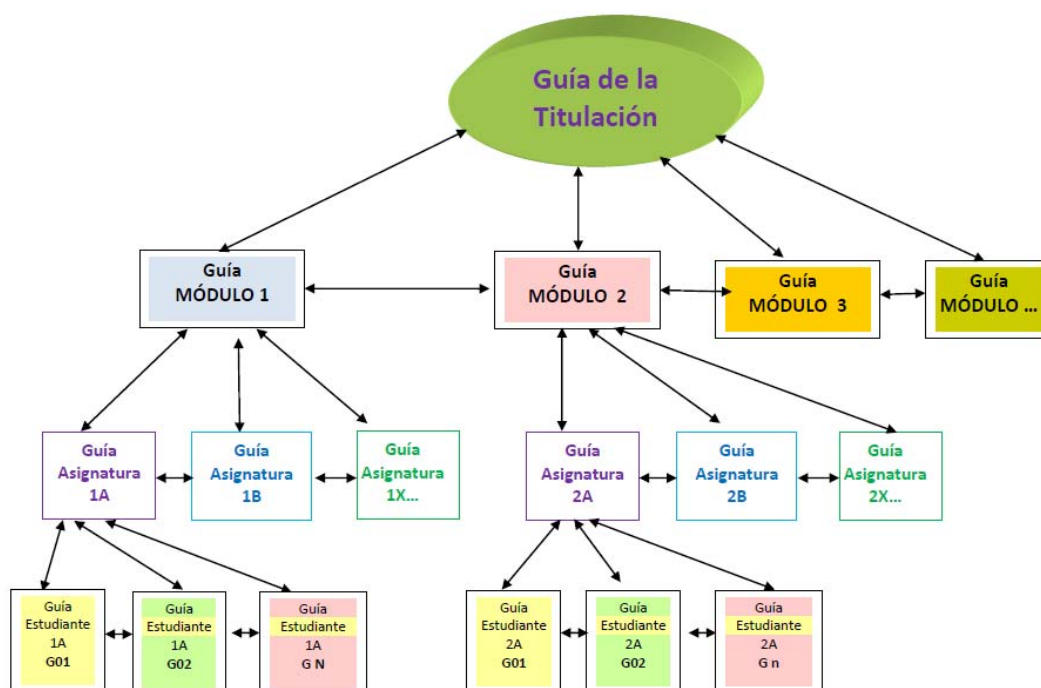 Guía de la
Titulación
Guía
MÓDULO 1
Guía
MÓDULO 2
Guía
MÓDULO 3
Guía
MÓDULO ...
Guía
Asignatura
1A
Guía
Asignatura
1B
Guía
Asignatura
1X...
Guía
Asignatura
2A
Guía
Asignatura
2B
Guía
Asignatura
2X...
Guía
Estudiante
1A
G01
Guía
Estudiante
1A
G02
Guía
Estudiante
1A
G N
Guía
Estudiante
2A
G01
Guía
Estudiante
2A
G02
Guía
Estudiante
2A
G n